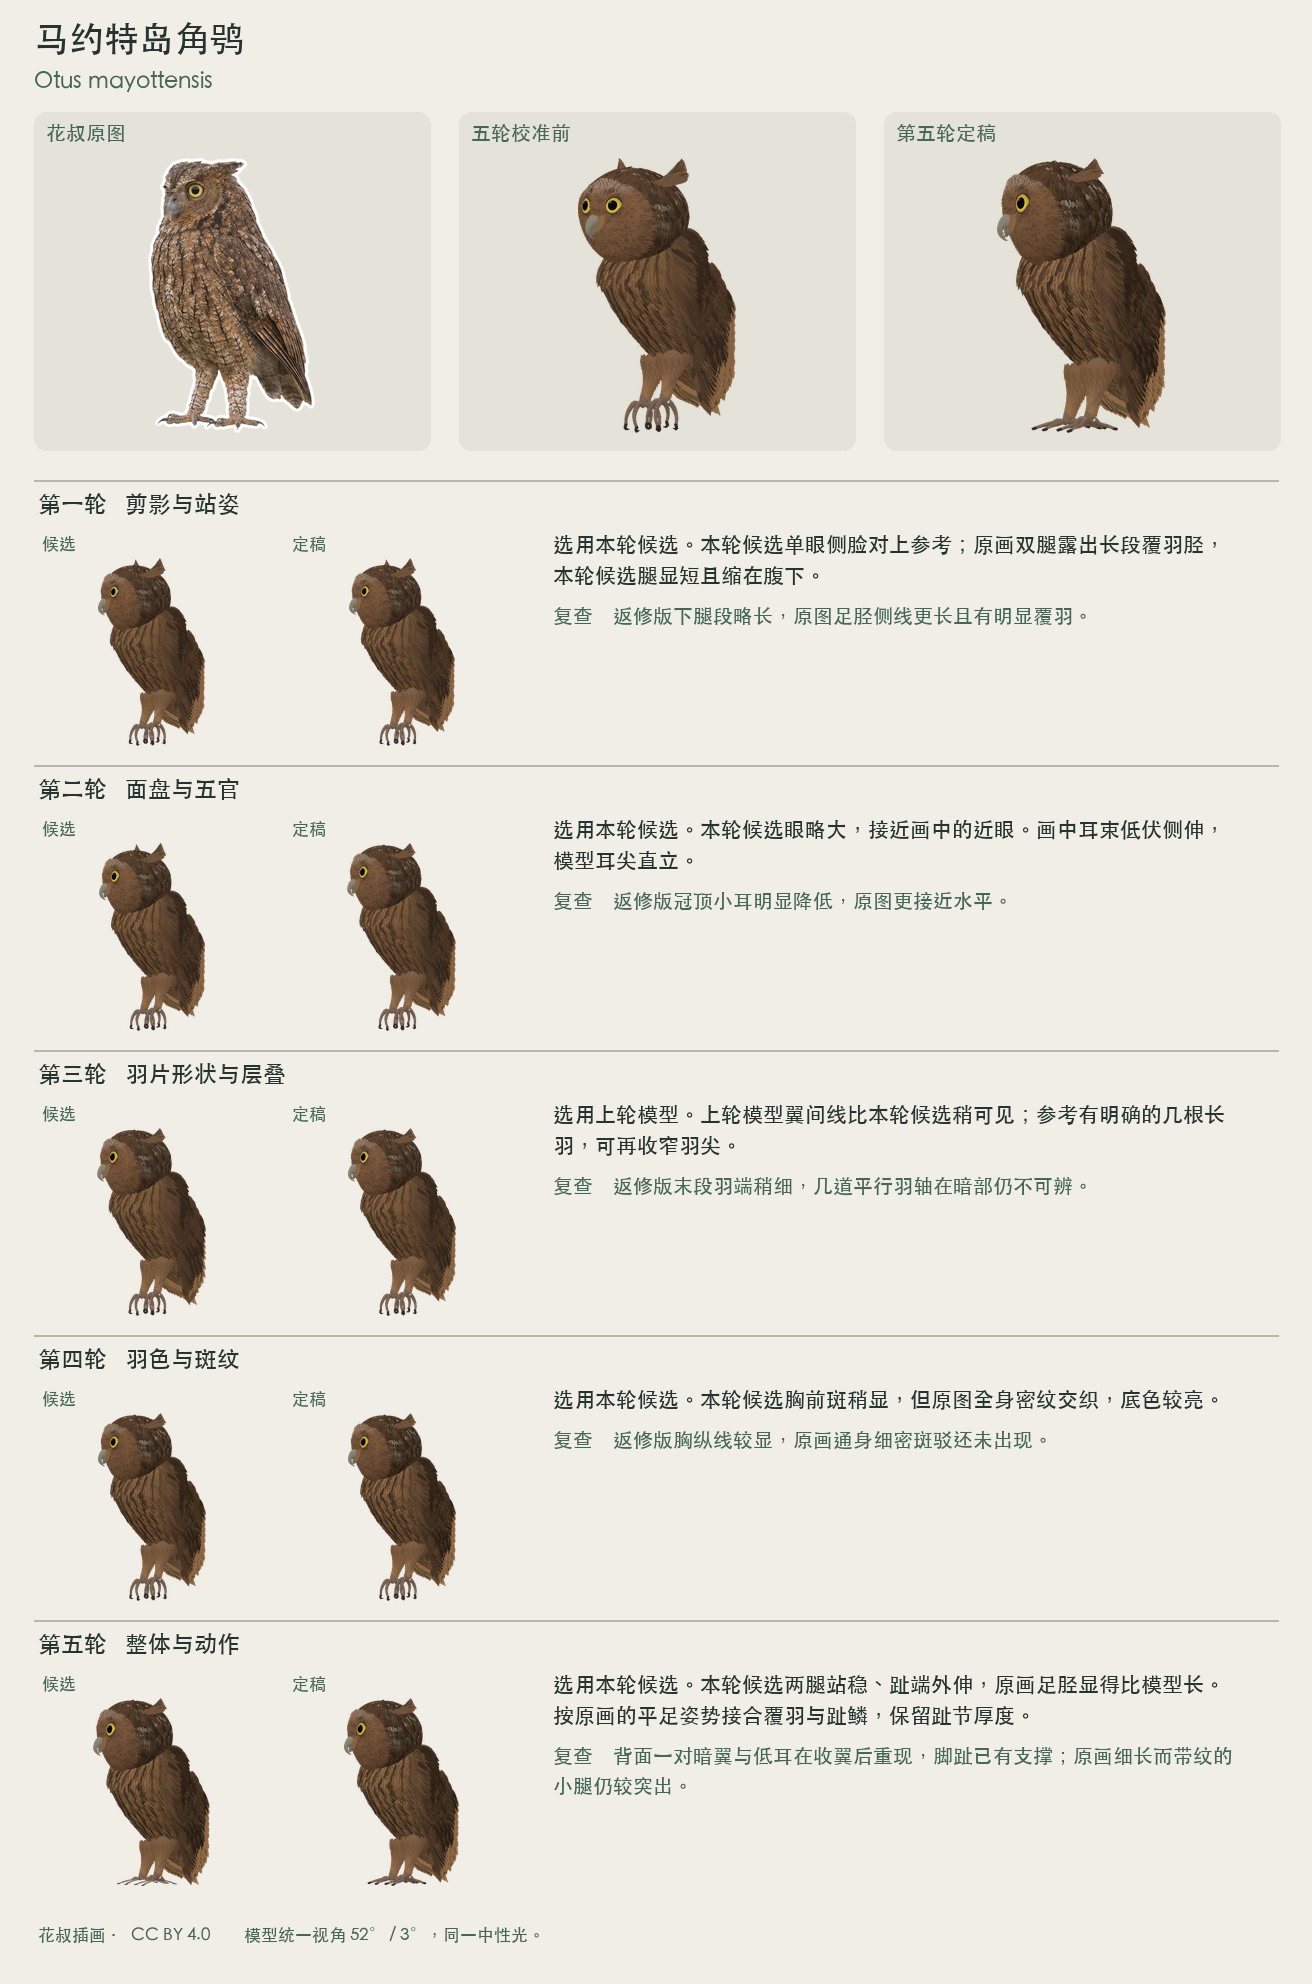 马约特岛角鸮
Otus mayottensis
花叔原图
五轮校准前
第五轮定稿
第一轮 剪影与站姿
候选
定稿
选用本轮候选。本轮候选单眼侧脸对上参考；原画双腿露出长段覆羽胫，
本轮候选腿显短且缩在腹下。
复查 返修版下腿段略长，原图足胫侧线更长且有明显覆羽。
第二轮 面盘与五官
候选
定稿
选用本轮候选。本轮候选眼略大，接近画中的近眼。画中耳束低伏侧伸，
模型耳尖直立。
复查 返修版冠顶小耳明显降低，原图更接近水平。
第三轮 羽片形状与层叠
候选
定稿
选用上轮模型。上轮模型翼间线比本轮候选稍可见；参考有明确的几根长
羽，可再收窄羽尖。
复查 返修版末段羽端稍细，几道平行羽轴在暗部仍不可辨。
第四轮 羽色与斑纹
候选
定稿
选用本轮候选。本轮候选胸前斑稍显，但原图全身密纹交织，底色较亮。
复查 返修版胸纵线较显，原画通身细密斑驳还未出现。
第五轮 整体与动作
候选
定稿
选用本轮候选。本轮候选两腿站稳、趾端外伸，原画足胫显得比模型长。
按原画的平足姿势接合覆羽与趾鳞，保留趾节厚度。
复查 背面一对暗翼与低耳在收翼后重现，脚趾已有支撑；原画细长而带纹的
小腿仍较突出。
花叔插画 · CC BY 4.0 模型统一视角 52° / 3°，同一中性光。